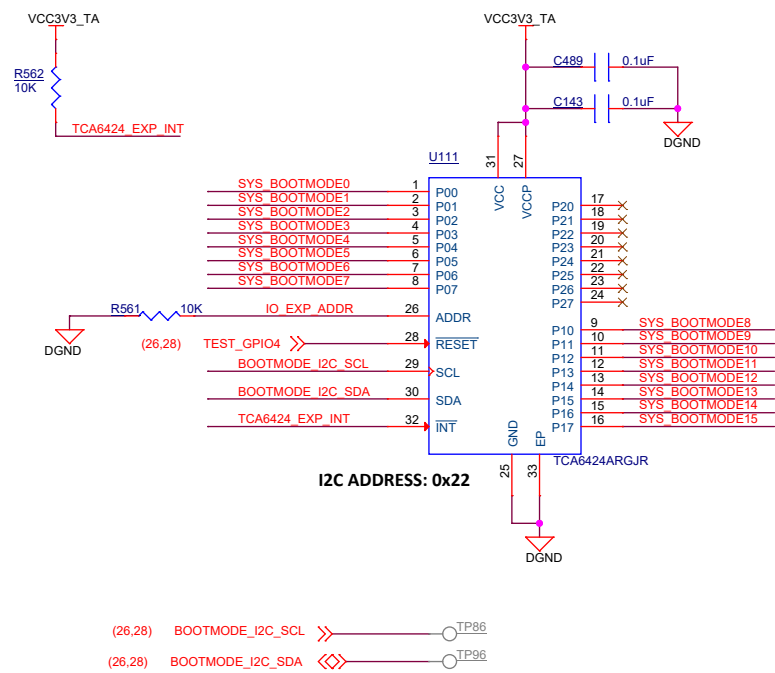 VCC3V3_TA
R562
10K
TCA6424_EXP_INT
VCC3V3_TA
C489 0.1uF
C143 0.1uF
DGND
U111
31 27
VCC VCCP
SYS_BOOTMODE0 1 P00
SYS_BOOTMODE1 2 P01
SYS_BOOTMODE2 3 P02
SYS_BOOTMODE3 4 P03
SYS_BOOTMODE4 5 P04
SYS_BOOTMODE5 6 P05
SYS_BOOTMODE6 7 P06
SYS_BOOTMODE7 8 P07
P20 17
P21 18
P22 19
P23 20
P24 21
P25 22
P26 23
P27 24
R561 10K IO_EXP_ADDR 26 ADDR
DGND
(26,28) TEST_GPIO4 28 RESET
BOOTMODE_I2C_SCL 29 SCL
BOOTMODE_I2C_SDA 30 SDA
TCA6424_EXP_INT 32 INT
P10 9 SYS_BOOTMODE8
P11 10 SYS_BOOTMODE9
P12 11 SYS_BOOTMODE10
P13 12 SYS_BOOTMODE11
P14 13 SYS_BOOTMODE12
P15 14 SYS_BOOTMODE13
P16 15 SYS_BOOTMODE14
P17 16 SYS_BOOTMODE15
GND EP
25 33
TCA6424ARGJR
I2C ADDRESS: 0x22
DGND
(26,28) BOOTMODE_I2C_SCL TP86
(26,28) BOOTMODE_I2C_SDA TP96